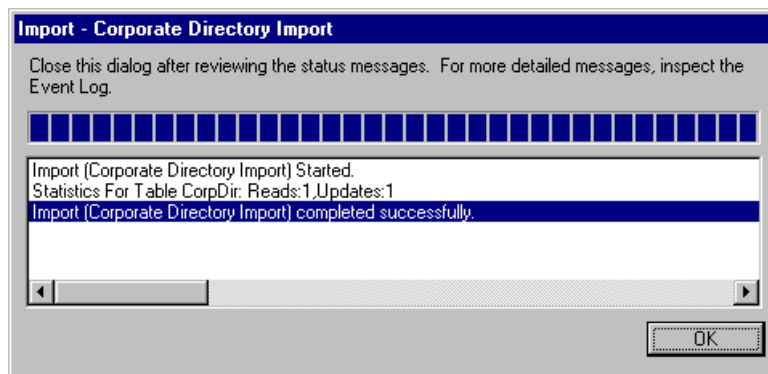 Import - Corporate Directory Import
Close this dialog after reviewing the status messages.  For more detailed messages, inspect the
Event Log.
Import (Corporate Directory Import) Started.
Statistics For Table CorpDir: Reads:1,Updates:1
Import (Corporate Directory Import) completed successfully.
OK